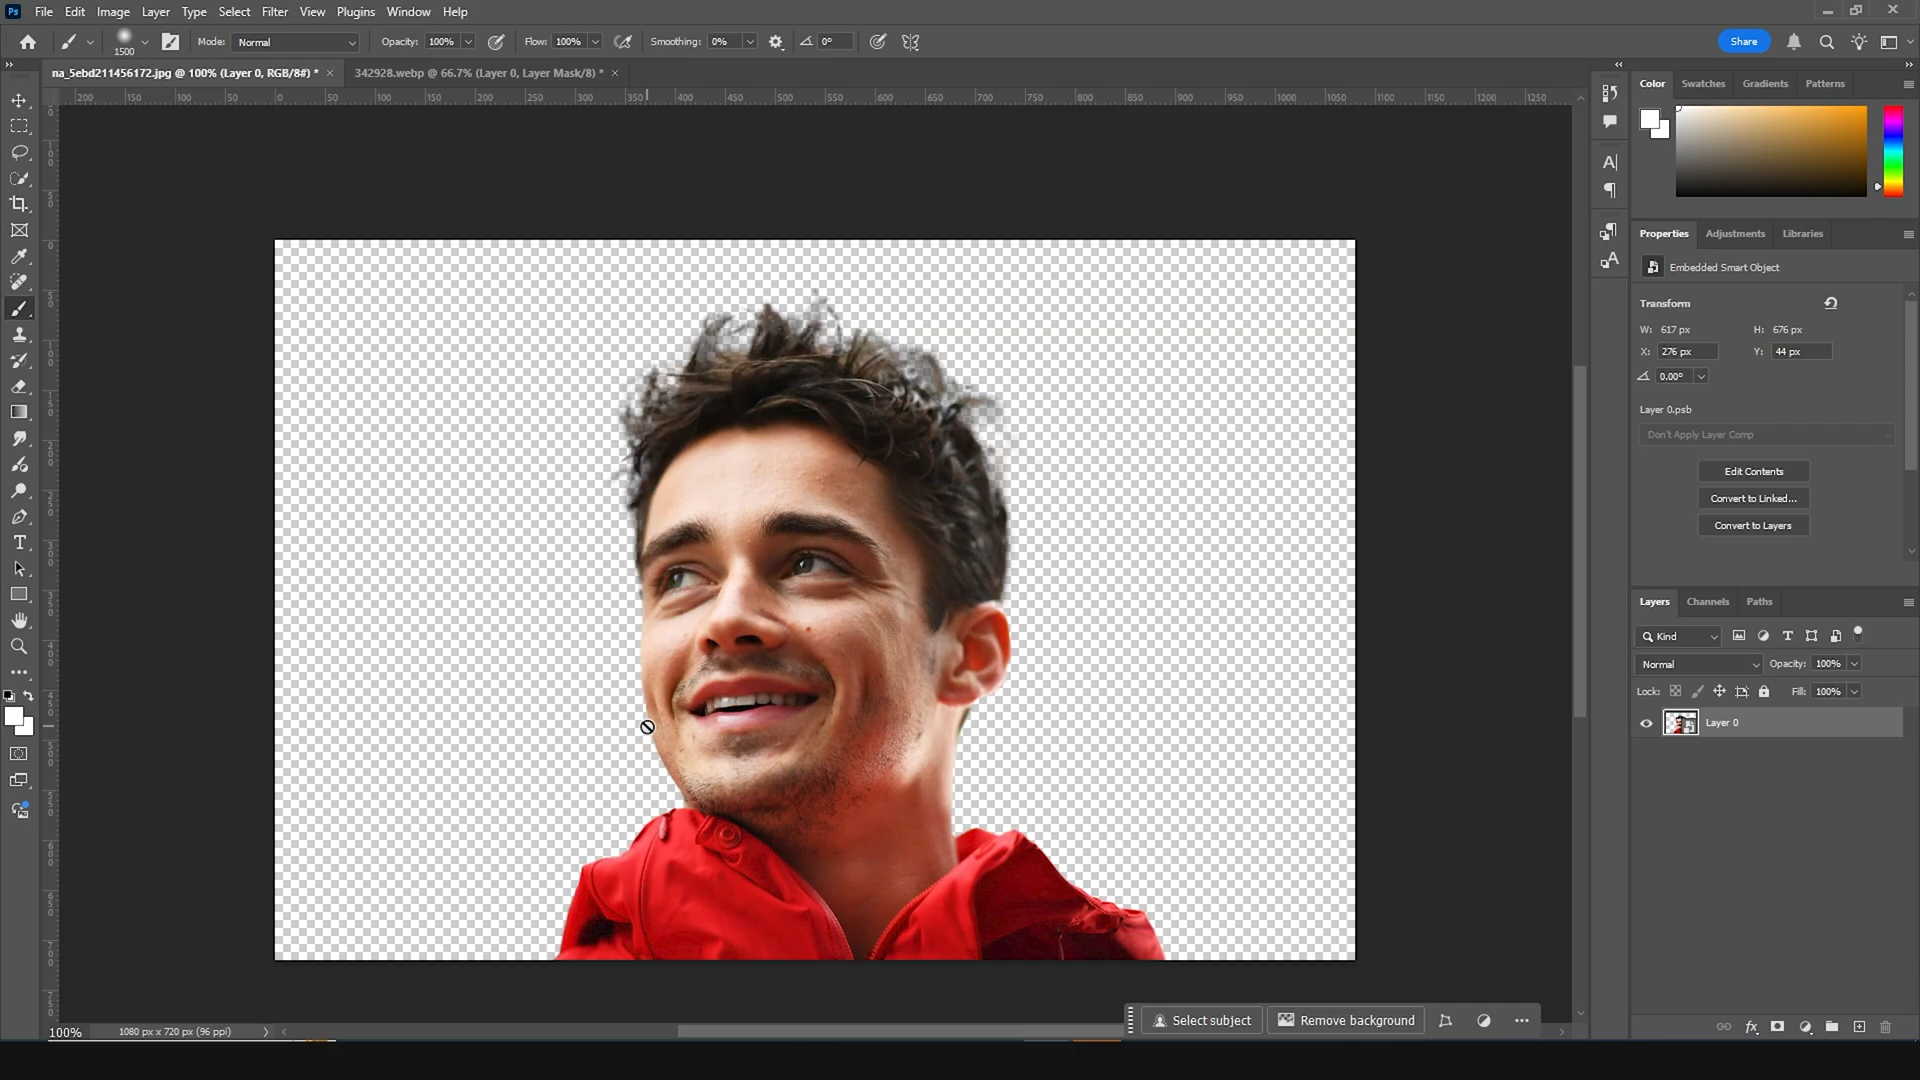 Ps File Edit Image Layer Type Select Filter View Plugins Window Help
1500 Mode: Normal Opacity: 100% Flow: 100% Smoothing: 0% 0° Share
na_5ebd211456172.jpg @ 100% (Layer 0, RGB/8#) * × 342928.webp @ 66.7% (Layer 0, Layer Mask/8) * ×
200 150 100 50 0 50 100 150 200 250 300 350 400 450 500 550 600 650 700 750 800 850 900 950 1000 1050 1100 1150 1200 1250
Color Swatches Gradients Patterns
Properties Adjustments Libraries
Embedded Smart Object
Transform
W: 617 px H: 676 px
X: 276 px Y: 44 px
0.00°
Layer 0.psb
Don't Apply Layer Comp
Edit Contents
Convert to Linked...
Convert to Layers
Layers Channels Paths
Kind
Normal Opacity: 100%
Lock: Fill: 100%
Layer 0
Select subject Remove background
100% 1080 px x 720 px (96 ppi)